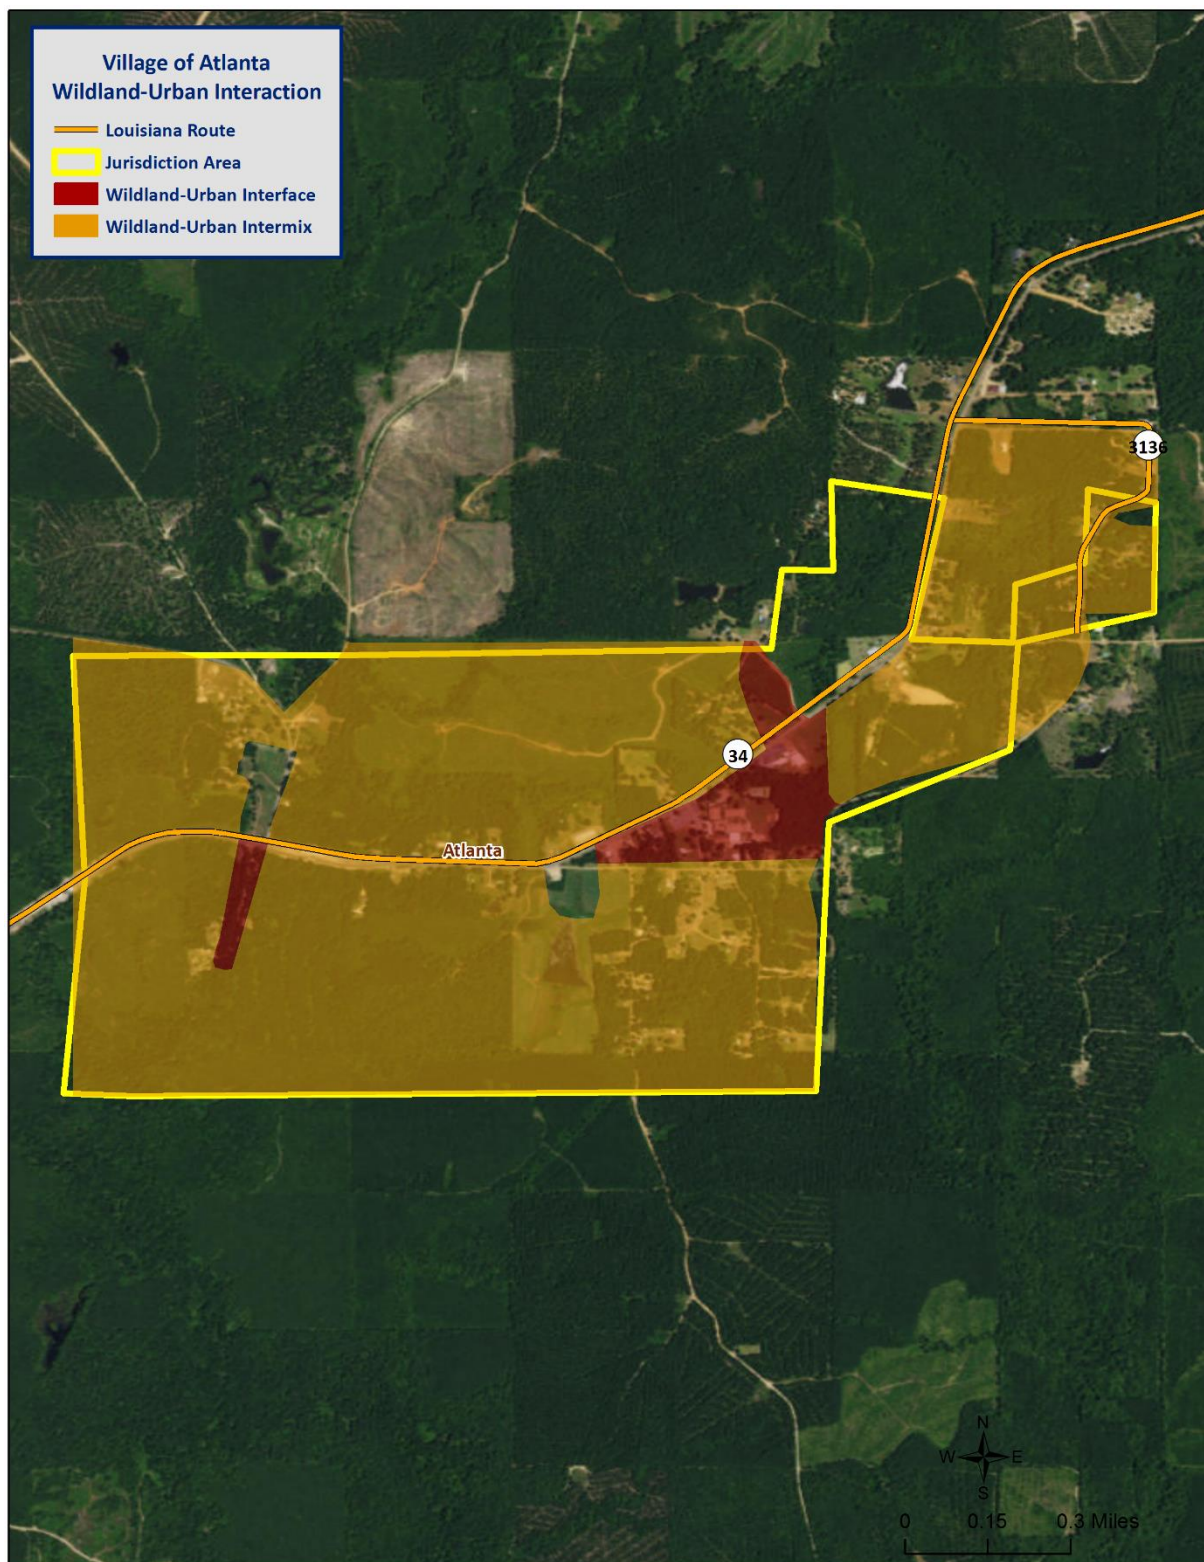 Village of Atlanta
Wildland-Urban Interaction
Louisiana Route
Jurisdiction Area
Wildland-Urban Interface
Wildland-Urban Intermix
3136
34
Atlanta
N
W E
S
0 0.15 0.3 Miles